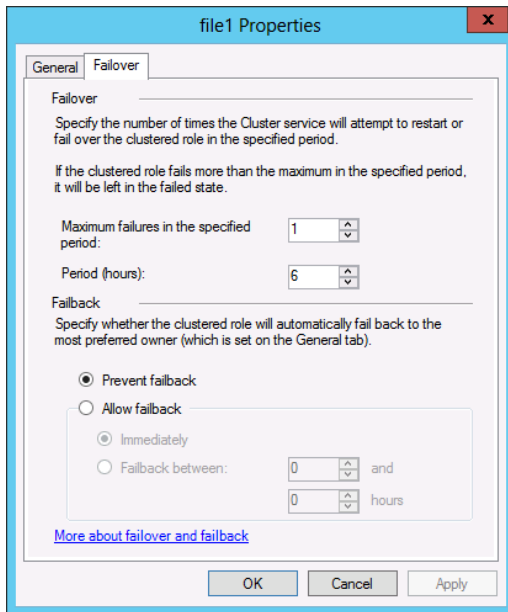 file1 Properties
x
General Failover
Failover
Specify the number of times the Cluster service will attempt to restart or
fail over the clustered role in the specified period.
If the clustered role fails more than the maximum in the specified period,
it will be left in the failed state.
Maximum failures in the specified
period:
1
Period (hours):
6
Failback
Specify whether the clustered role will automatically fail back to the
most preferred owner (which is set on the General tab).
Prevent failback
Allow failback
Immediately
Failback between:
0
and
0
hours
More about failover and failback
OK Cancel Apply